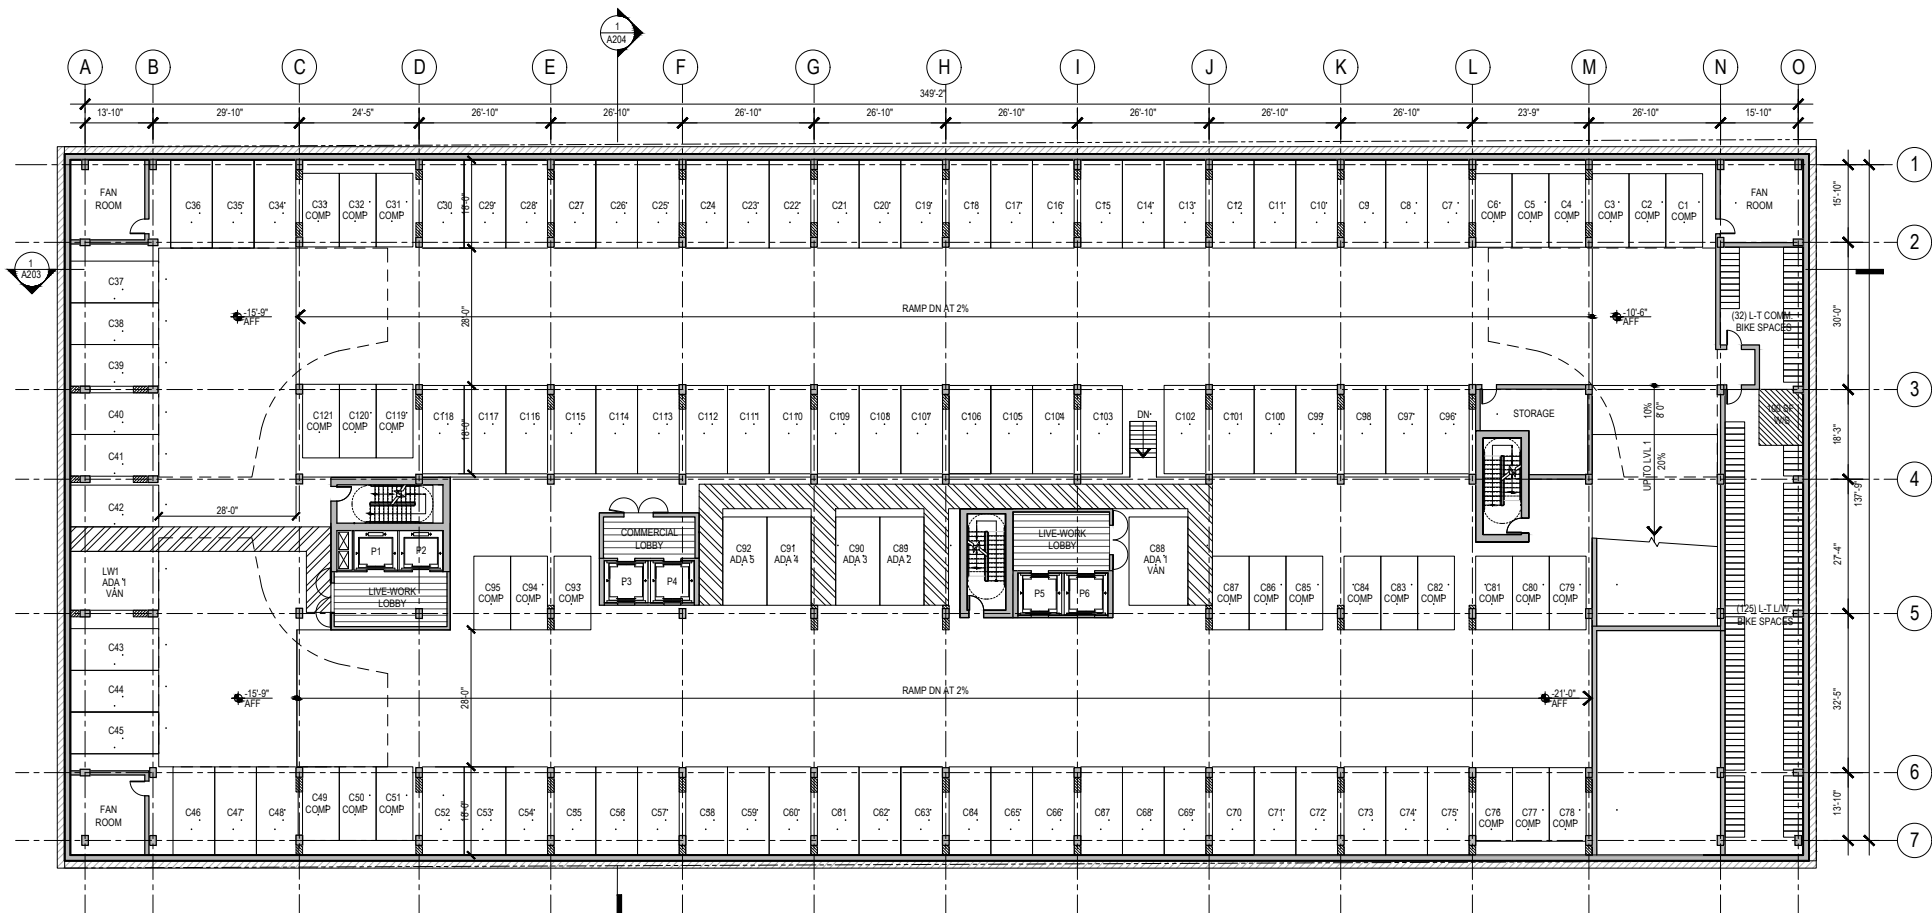 1
A204
A B C D E F G H I J K L M N O
349'-2"
13'-10" 29'-10" 24'-5" 26'-10" 26'-10" 26'-10" 26'-10" 26'-10" 26'-10" 26'-10" 26'-10" 23'-9" 26'-10" 15'-10"
1
FAN
ROOM
C36 C35 C34 C33 COMP C32 COMP C31 COMP C30 C29 C28 C27 C26 C25 C24 C23 C22 C21 C20 C19 C18 C17 C16 C15 C14 C13 C12 C11 C10 C9 C8 C7 C6 COMP C5 COMP C4 COMP C3 COMP C2 COMP C1 COMP
FAN
ROOM
18'-0"
15'-10"
2
1
A203
C37
C38
C39
-15'-9"
AFF
28'-0"
RAMP DN AT 2%
-10'-6"
AFF
(32) L-T COMM.
BIKE SPACES
30'-0"
3
C40
C41
C42
C121 COMP C120 COMP C119 COMP C118 C117 C116 C115 C114 C113 C112 C111 C110 C109 C108 C107 C106 C105 C104 C103 DN C102 C101 C100 C99 C98 C97 C96
18'-0"
STORAGE
10%
8'0"
UP TO LVL 1
20%
100 SF
W/S
18'-3"
4
137'-9"
28'-0"
P1 P2
LIVE-WORK
LOBBY
LW1
ADA 1
VAN
C95 COMP C94 COMP C93 COMP
COMMERCIAL
LOBBY
P3 P4
C92 ADA 5 C91 ADA 4 C90 ADA 3 C89 ADA 2
LIVE-WORK
LOBBY
P5 P6
C88
ADA 1
VAN
C87 COMP C86 COMP C85 COMP C84 COMP C83 COMP C82 COMP C81 COMP C80 COMP C79 COMP
27'-4"
5
(125) L-T L/W.
BIKE SPACES
C43
C44
C45
-15'-9"
AFF
28'-0"
RAMP DN AT 2%
-21'-0"
AFF
32'-5"
6
FAN
ROOM
C46 C47 C48 C49 COMP C50 COMP C51 COMP C52 C53 C54 C55 C56 C57 C58 C59 C60 C61 C62 C63 C64 C65 C66 C67 C68 C69 C70 C71 C72 C73 C74 C75 C76 COMP C77 COMP C78 COMP
18'-0"
13'-10"
7